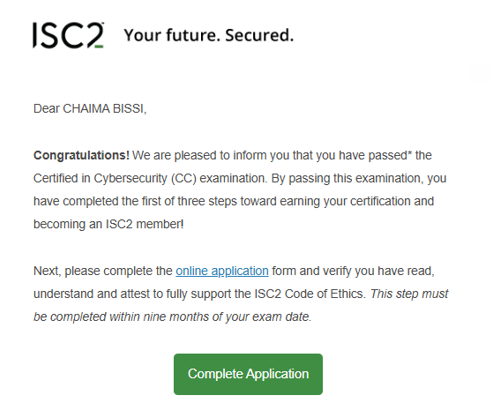 ISC2 Your future. Secured.
Dear CHAIMA BISSI,
Congratulations! We are pleased to inform you that you have passed* the
Certified in Cybersecurity (CC) examination. By passing this examination, you
have completed the first of three steps toward earning your certification and
becoming an ISC2 member!
Next, please complete the online application form and verify you have read,
understand and attest to fully support the ISC2 Code of Ethics. This step must
be completed within nine months of your exam date.
Complete Application